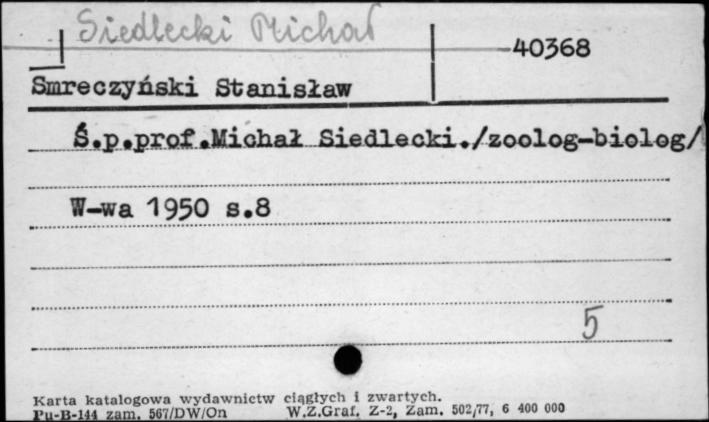 Siedlecki Michał
40368
Smreczyński Stanisław
Ś.p.prof.Michał Siedlecki./zoolog-biolog/
W-wa 1950 s.8
5
Karta katalogowa wydawnictw ciągłych i zwartych.
Pu-B-144 zam. 567/DW/On W.Z.Graf. Z-2, Zam. 502/77, 6 400 000